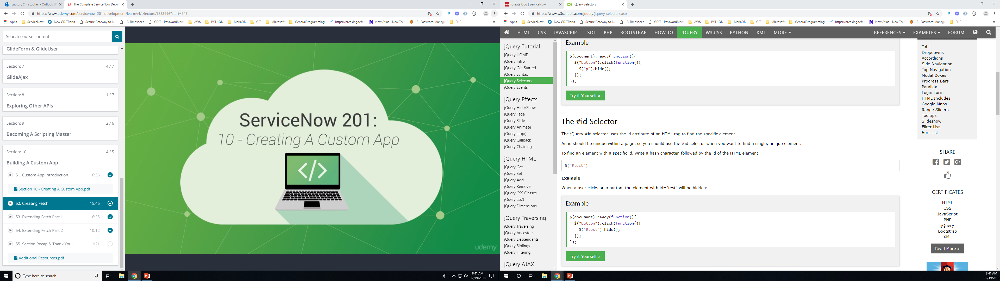 Lupton, Christopher - Outlook W
The Complete ServiceNow Devel
https://www.udemy.com/servicenow-201-development/learn/v4/t/lecture/7333996?start=947
Apps
ServiceNow
New GDITPorta
Secure Gateway to N
L3 Timesheet
GDIT - PasswordMan
AWS
PYTHON
MariaDB
GIT
Microsoft
GeneralProgramming
https://breakingdefe
New Atlas - New Tec
L3 -Password Manag
PHP
»
Search course content
GlideForm & GlideUser
Section: 7
4 / 7
GlideAjax
Section: 8
1 / 7
Exploring Other APIs
Section: 9
2 / 6
Becoming A Scripting Master
Section: 10
4 / 5
Building A Custom App
51. Custom App Introduction
6:36
Section 10 - Creating A Custom App.pdf
52. Creating Fetch
15:46
53. Extending Fetch Part 1
16:35
54. Extending Fetch Part 2
10:12
55. Section Recap & Thank You!
1:21
Additional Resources.pdf
ServiceNow 201:
10 - Creating A Custom App
</>
udemy
Type here to search
8:41 AM
12/19/2018
Create Dog | ServiceNow
jQuery Selectors
https://www.w3schools.com/jquery/jquery_selectors.asp
Apps
ServiceNow
New GDITPorta
Secure Gateway to N
L3 Timesheet
GDIT - PasswordMan
AWS
PYTHON
MariaDB
GIT
Microsoft
GeneralProgramming
https://breakingdefe
New Atlas - New Tec
L3 -Password Manag
PHP
»
HTML
CSS
JAVASCRIPT
SQL
PHP
BOOTSTRAP
HOW TO
JQUERY
W3.CSS
PYTHON
XML
MORE
REFERENCES
EXAMPLES
FORUM
jQuery Tutorial
jQuery HOME
jQuery Intro
jQuery Get Started
jQuery Syntax
jQuery Selectors
jQuery Events
jQuery Effects
jQuery Hide/Show
jQuery Fade
jQuery Slide
jQuery Animate
jQuery stop()
jQuery Callback
jQuery Chaining
jQuery HTML
jQuery Get
jQuery Set
jQuery Add
jQuery Remove
jQuery CSS Classes
jQuery css()
jQuery Dimensions
jQuery Traversing
jQuery Traversing
jQuery Ancestors
jQuery Descendants
jQuery Siblings
jQuery Filtering
jQuery AJAX
Example
$(document).ready(function(){
$("button").click(function(){
$("p").hide();
});
});
Try it Yourself »
The #id Selector
The jQuery #id selector uses the id attribute of an HTML tag to find the specific element.
An id should be unique within a page, so you should use the #id selector when you want to find a single, unique element.
To find an element with a specific id, write a hash character, followed by the id of the HTML element:
$("#test")
Example
When a user clicks on a button, the element with id="test" will be hidden:
Example
$(document).ready(function(){
$("button").click(function(){
$("#test").hide();
});
});
Try it Yourself »
Tabs
Dropdowns
Accordions
Side Navigation
Top Navigation
Modal Boxes
Progress Bars
Parallax
Login Form
HTML Includes
Google Maps
Range Sliders
Tooltips
Slideshow
Filter List
Sort List
SHARE
CERTIFICATES
HTML
CSS
JavaScript
PHP
jQuery
Bootstrap
XML
Read More »
8:41 AM
12/19/2018